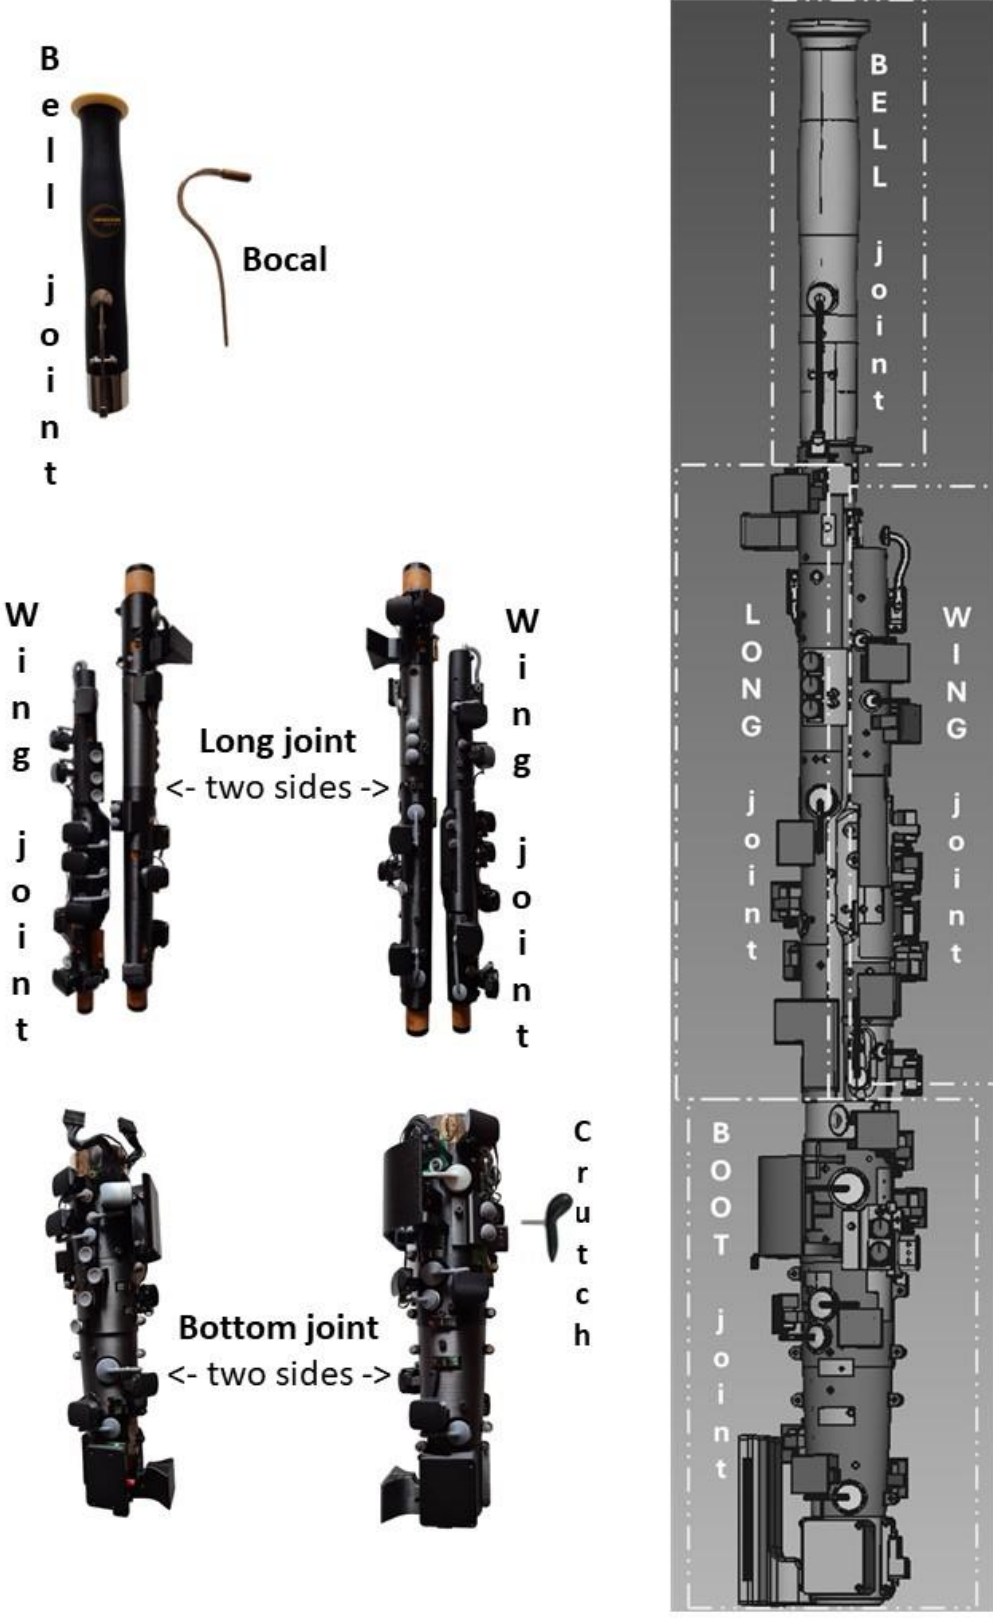 Bell joint
Bocal
Wing joint
Long joint
<- two sides ->
Wing joint
Crutch
Bottom joint
<- two sides ->
BELL joint
LONG joint
WING joint
BOOT joint